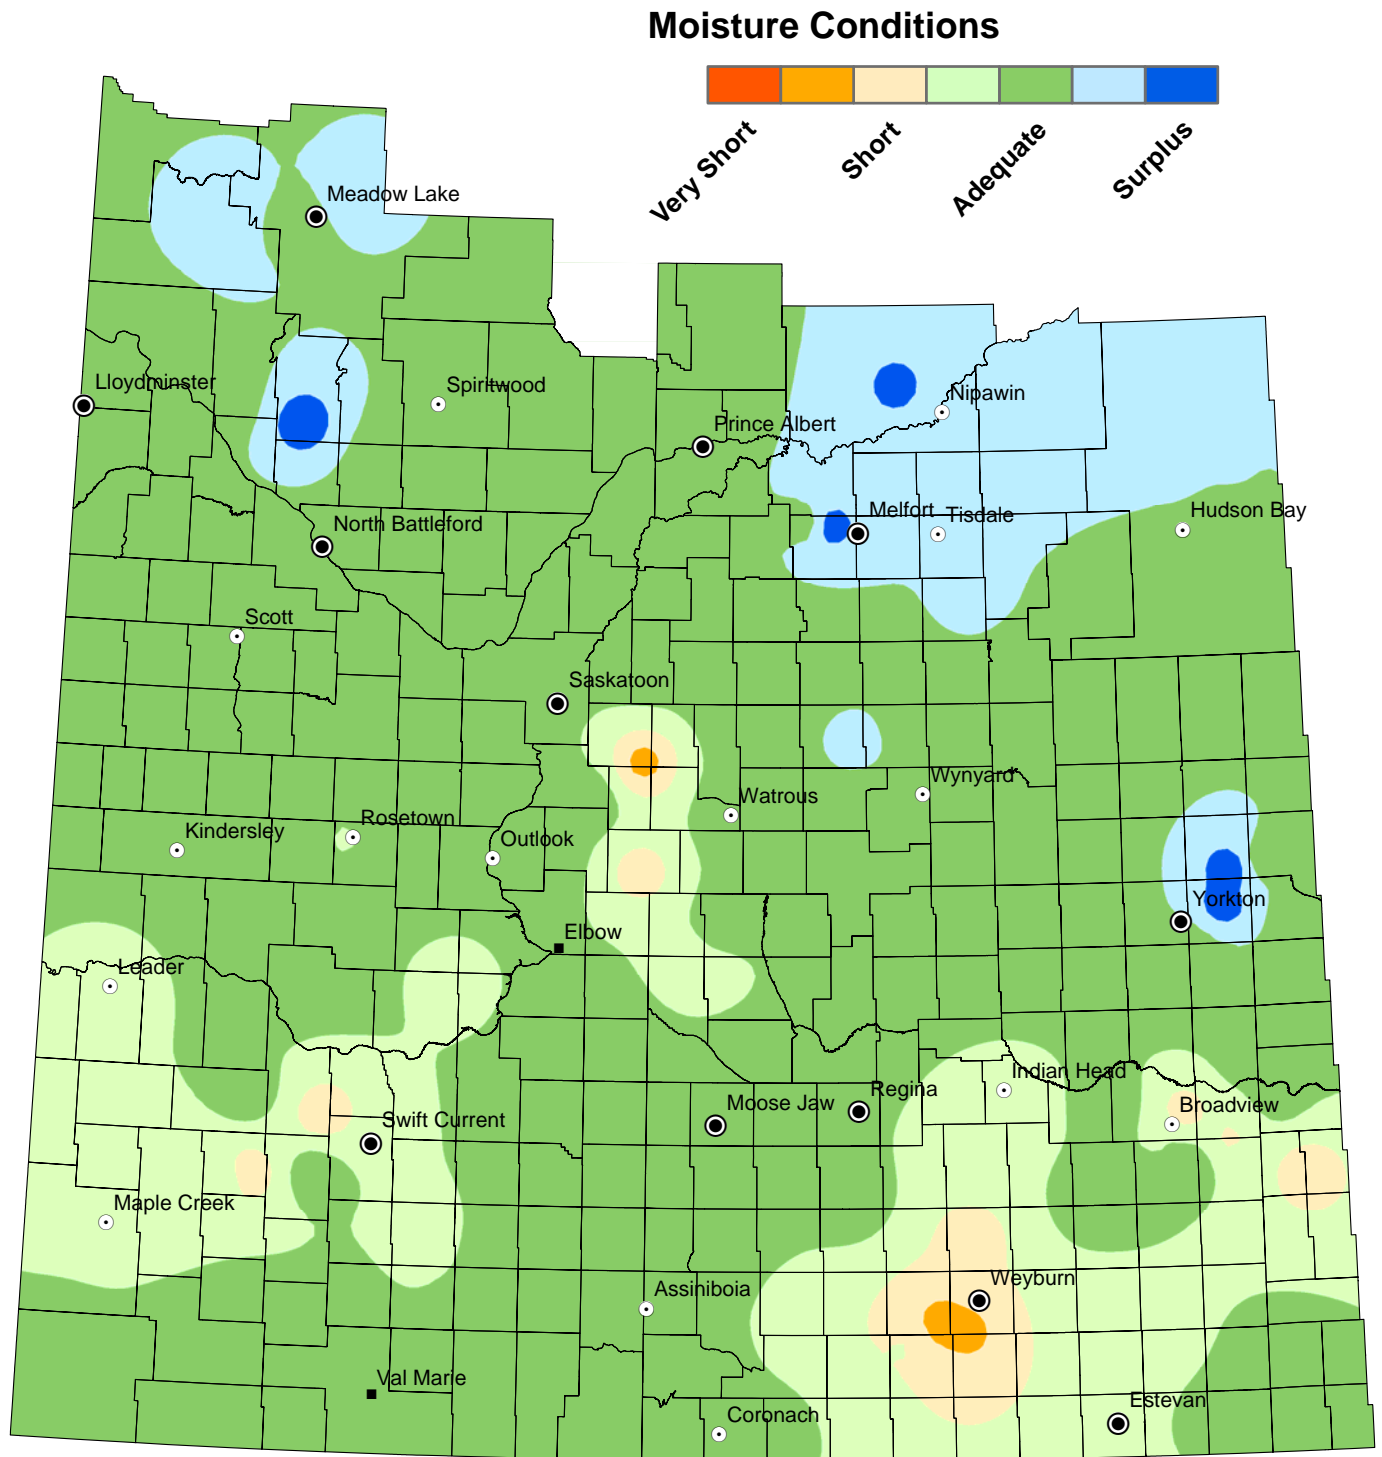 Moisture Conditions
Very Short
Short
Adequate
Surplus
Meadow Lake
Lloydminster
Spiritwood
Nipawin
Prince Albert
Melfort
Tisdale
Hudson Bay
North Battleford
Scott
Saskatoon
Wynyard
Watrous
Rosetown
Kindersley
Outlook
Yorkton
Elbow
Leader
Indian Head
Regina
Moose Jaw
Broadview
Swift Current
Maple Creek
Weyburn
Assiniboia
Val Marie
Estevan
Coronach